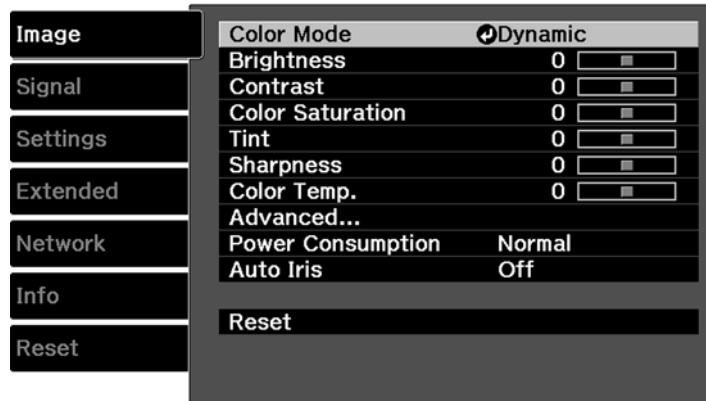 Image
Signal
Settings
Extended
Network
Info
Reset
Color Mode Dynamic
Brightness 0
Contrast 0
Color Saturation 0
Tint 0
Sharpness 0
Color Temp. 0
Advanced...
Power Consumption Normal
Auto Iris Off
Reset